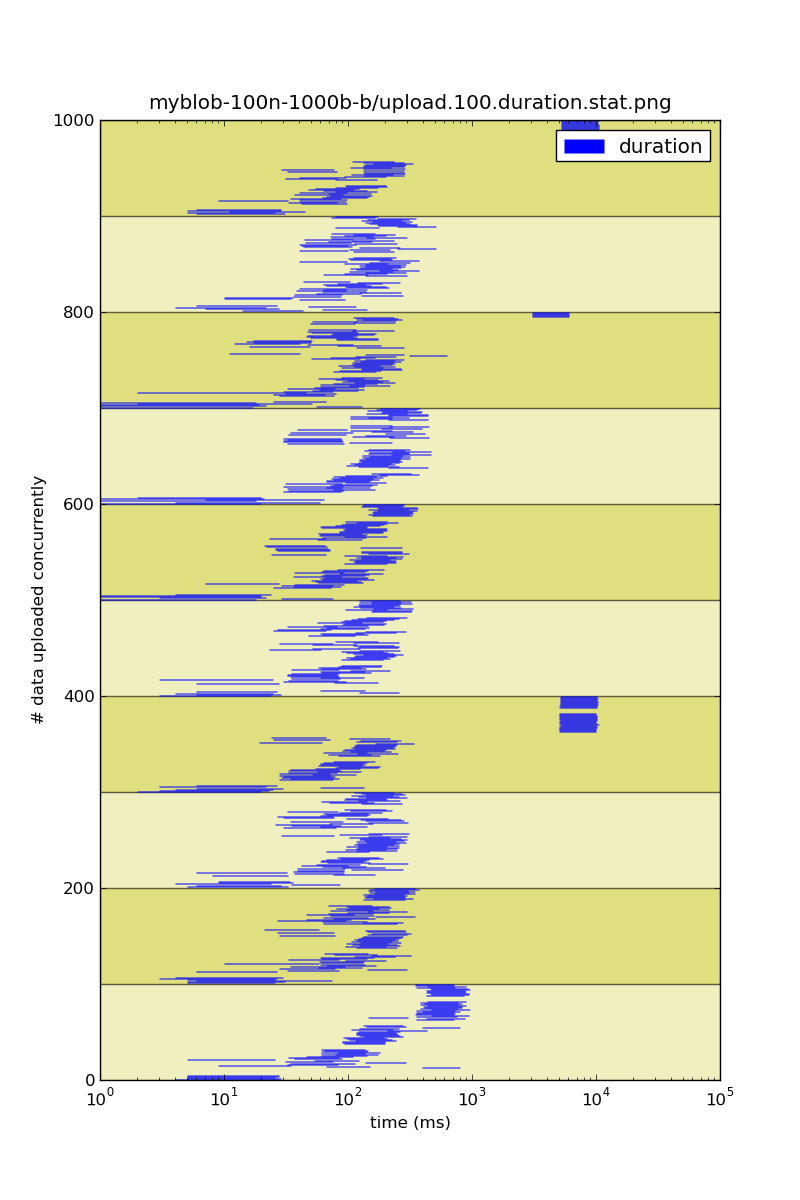 myblob-100n-1000b-b/upload.100.duration.stat.png
duration
1000
800
600
400
200
0
# data uploaded concurrently
10^0 10^1 10^2 10^3 10^4 10^5
time (ms)